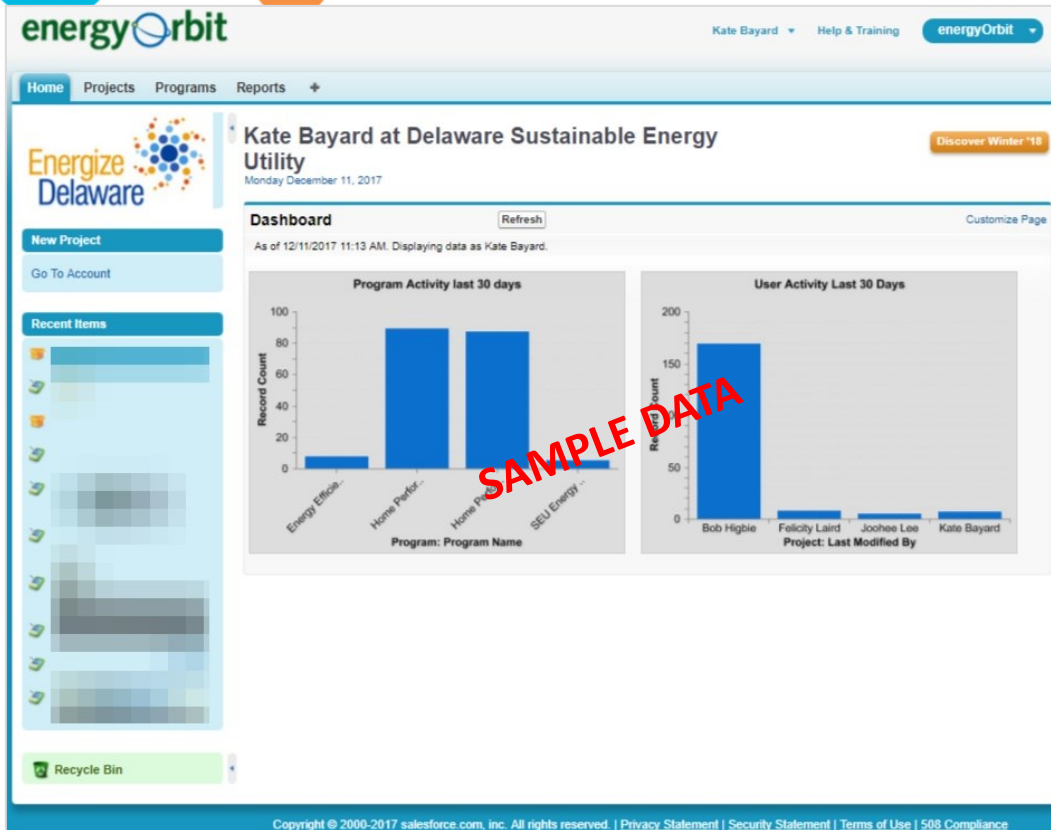 energyOrbit
Kate Bayard
Help & Training
energyOrbit
Home Projects Programs Reports +
Energize
Delaware
Kate Bayard at Delaware Sustainable Energy
Utility
Monday December 11, 2017
Discover Winter '18
New Project
Go To Account
Recent Items
Recycle Bin
Dashboard
Refresh
Customize Page
As of 12/11/2017 11:13 AM. Displaying data as Kate Bayard.
Program Activity last 30 days
Record Count
100
80
60
40
20
0
Energy Efficie..
Home Perfor..
Home Perfo..
SEU Energy ..
Program: Program Name
User Activity Last 30 Days
Record Count
200
150
50
0
Bob Higbie
Felicity Laird
Joohee Lee
Kate Bayard
Project: Last Modified By
SAMPLE DATA
Copyright © 2000-2017 salesforce.com, inc. All rights reserved. | Privacy Statement | Security Statement | Terms of Use | 508 Compliance